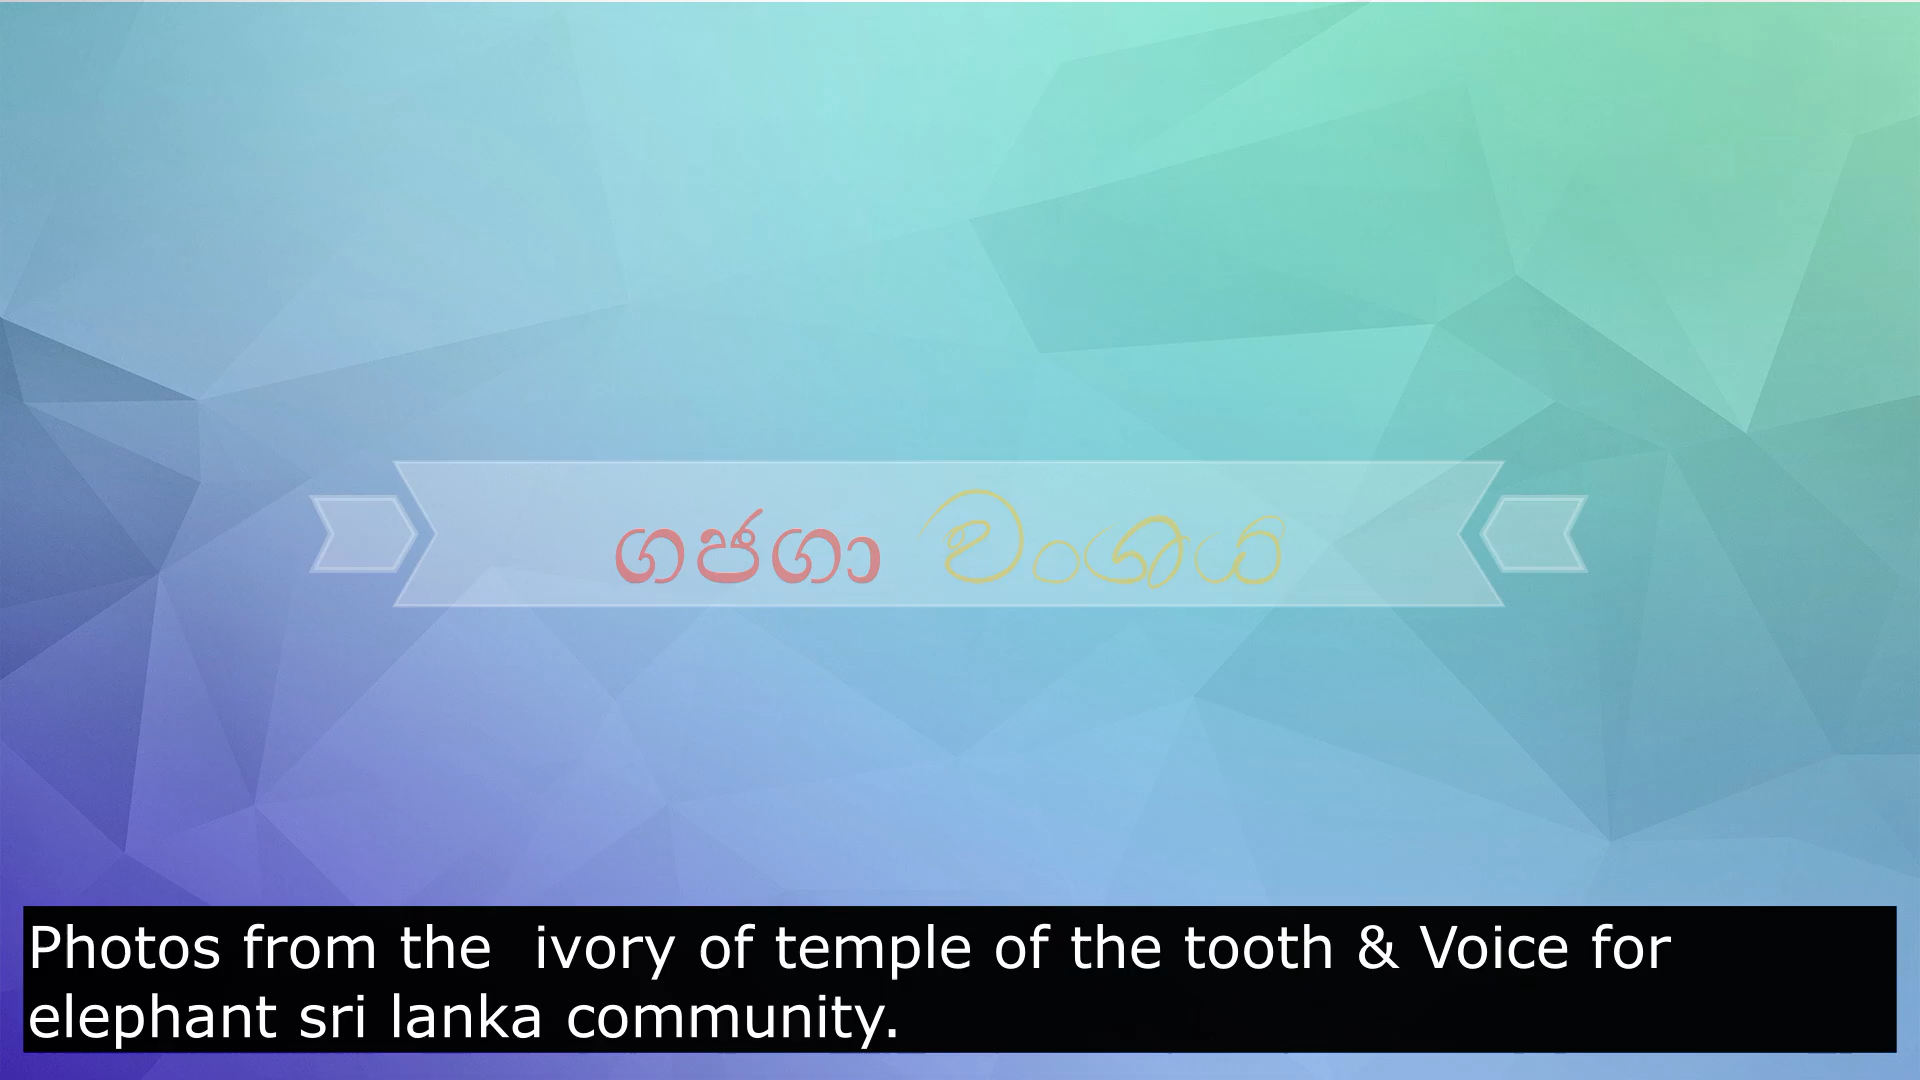 ගජගා වංශය
Photos from the  ivory of temple of the tooth & Voice for
elephant sri lanka community.